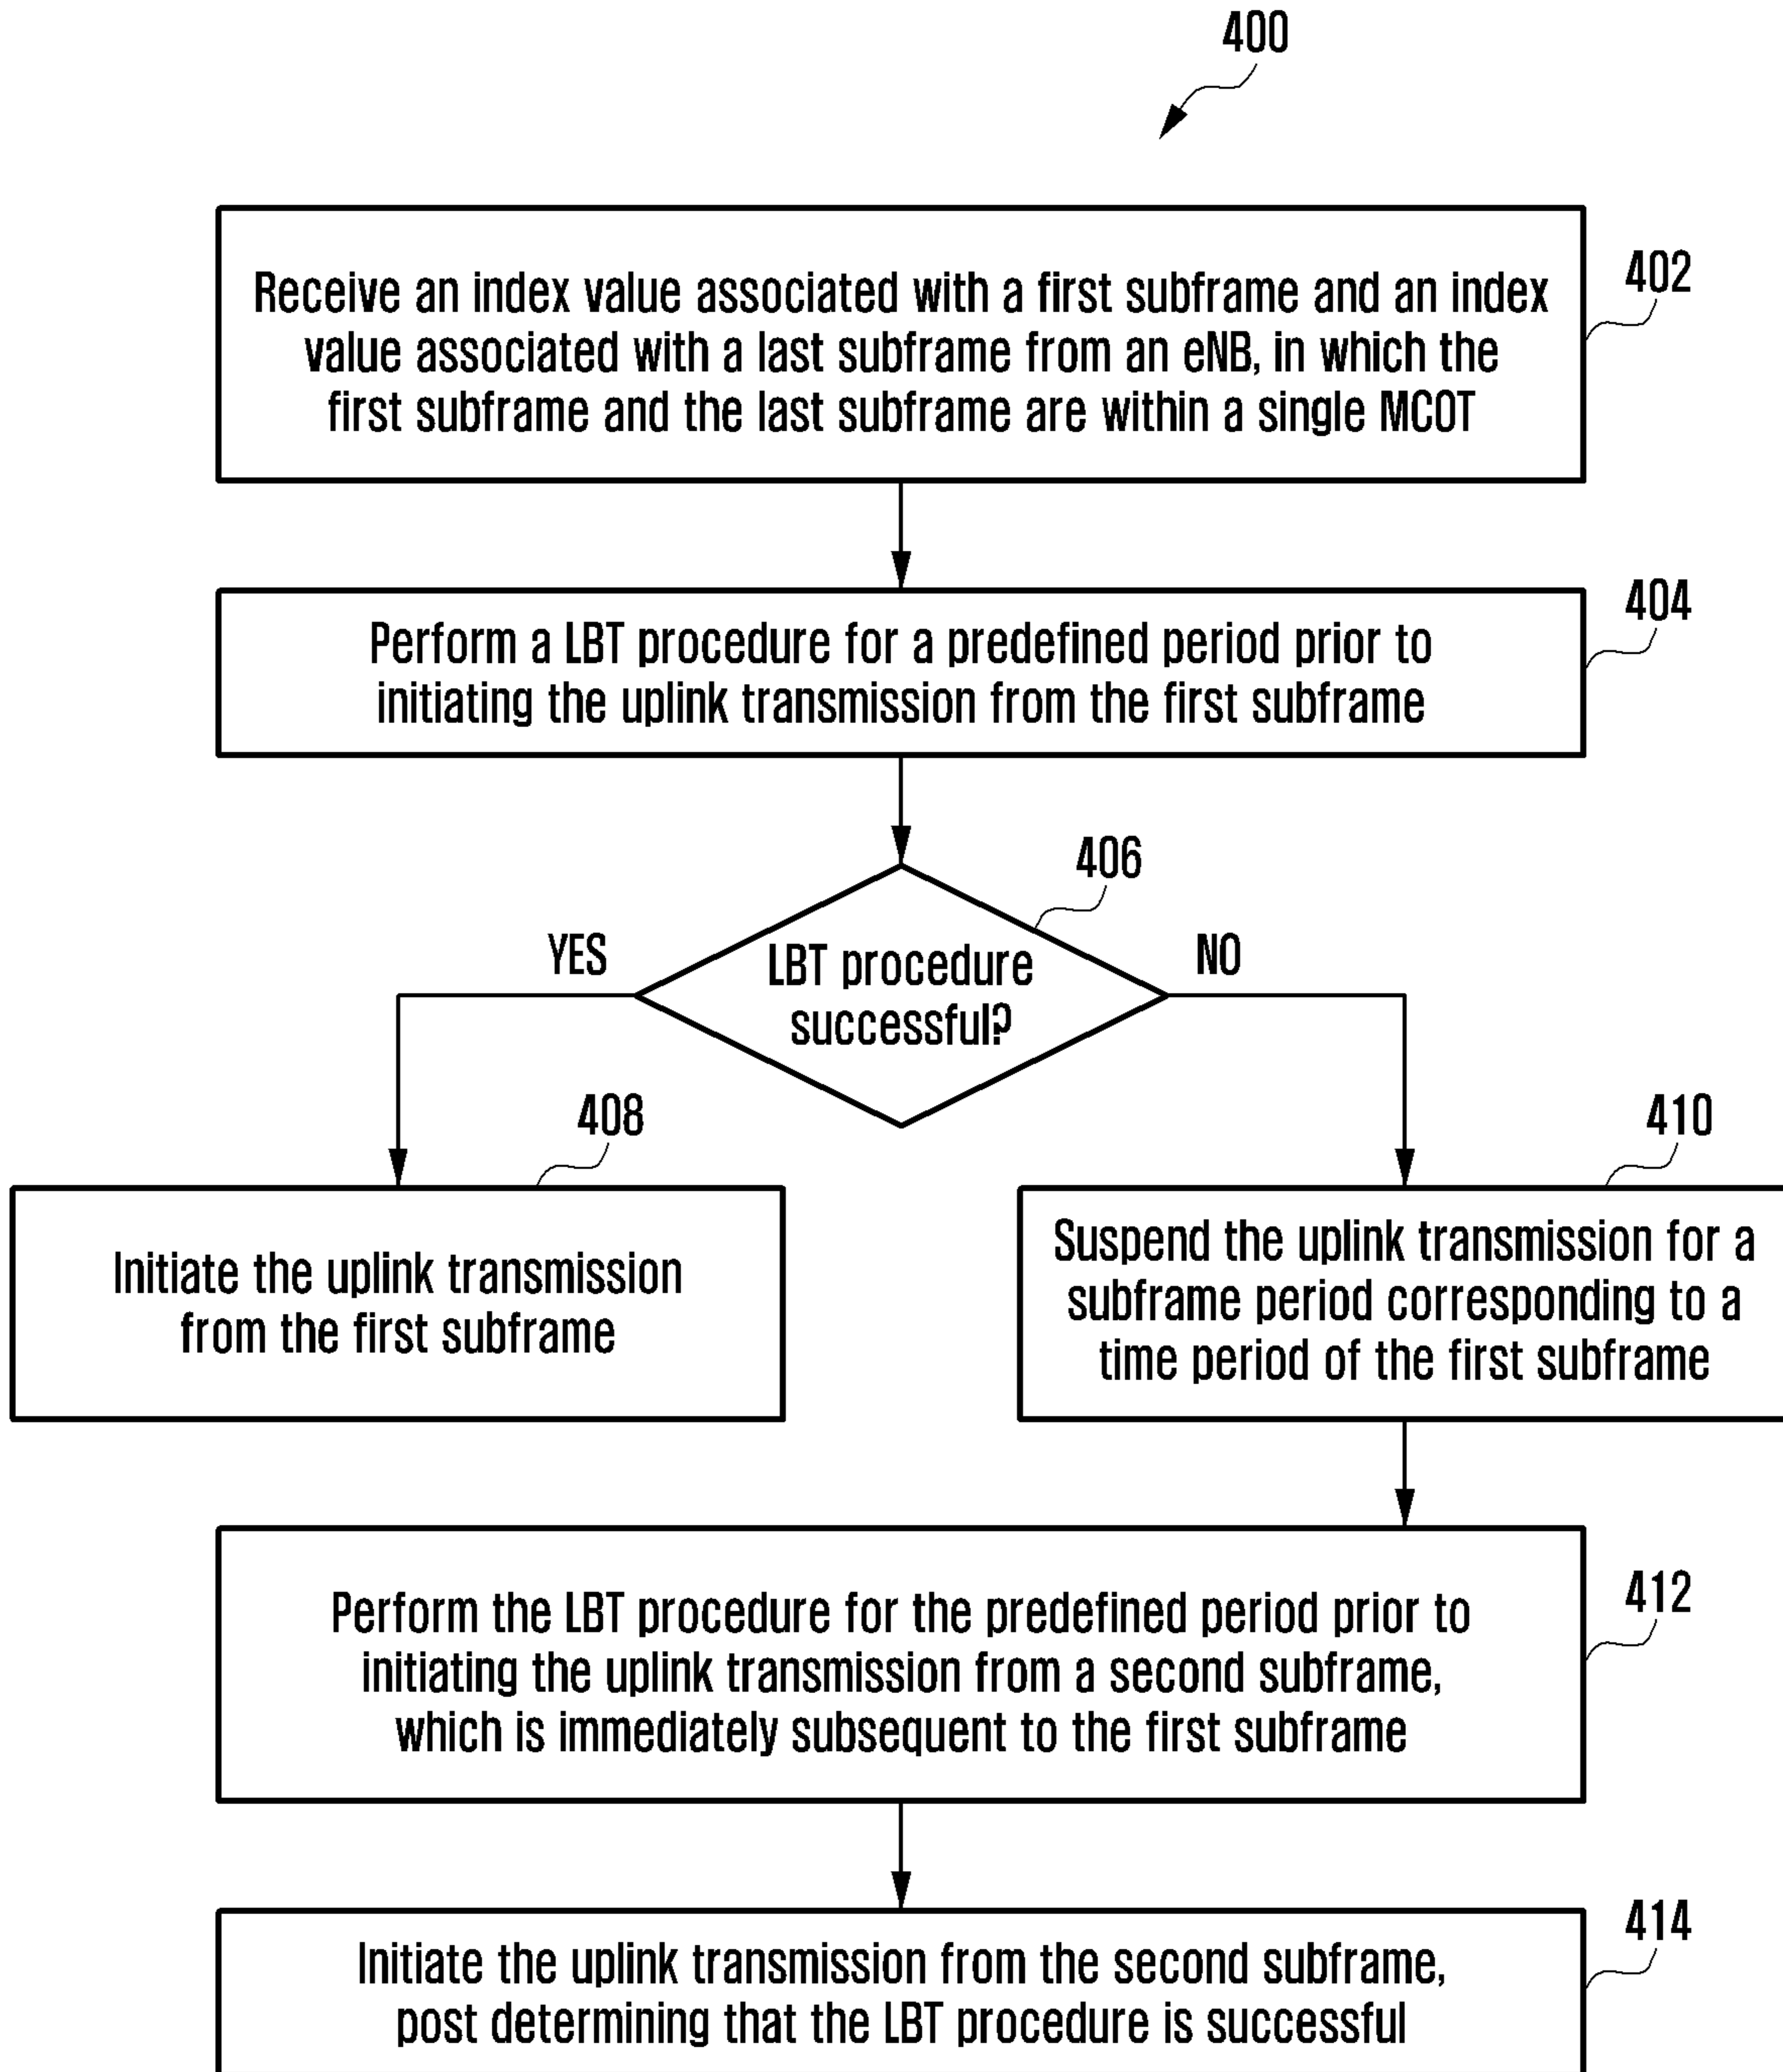 400
Receive an index value associated with a first subframe and an index
value associated with a last subframe from an eNB, in which the
first subframe and the last subframe are within a single MCOT
402
Perform a LBT procedure for a predefined period prior to
initiating the uplink transmission from the first subframe
404
406
LBT procedure
successful?
YES
NO
408
Initiate the uplink transmission
from the first subframe
410
Suspend the uplink transmission for a
subframe period corresponding to a
time period of the first subframe
Perform the LBT procedure for the predefined period prior to
initiating the uplink transmission from a second subframe,
which is immediately subsequent to the first subframe
412
Initiate the uplink transmission from the second subframe,
post determining that the LBT procedure is successful
414